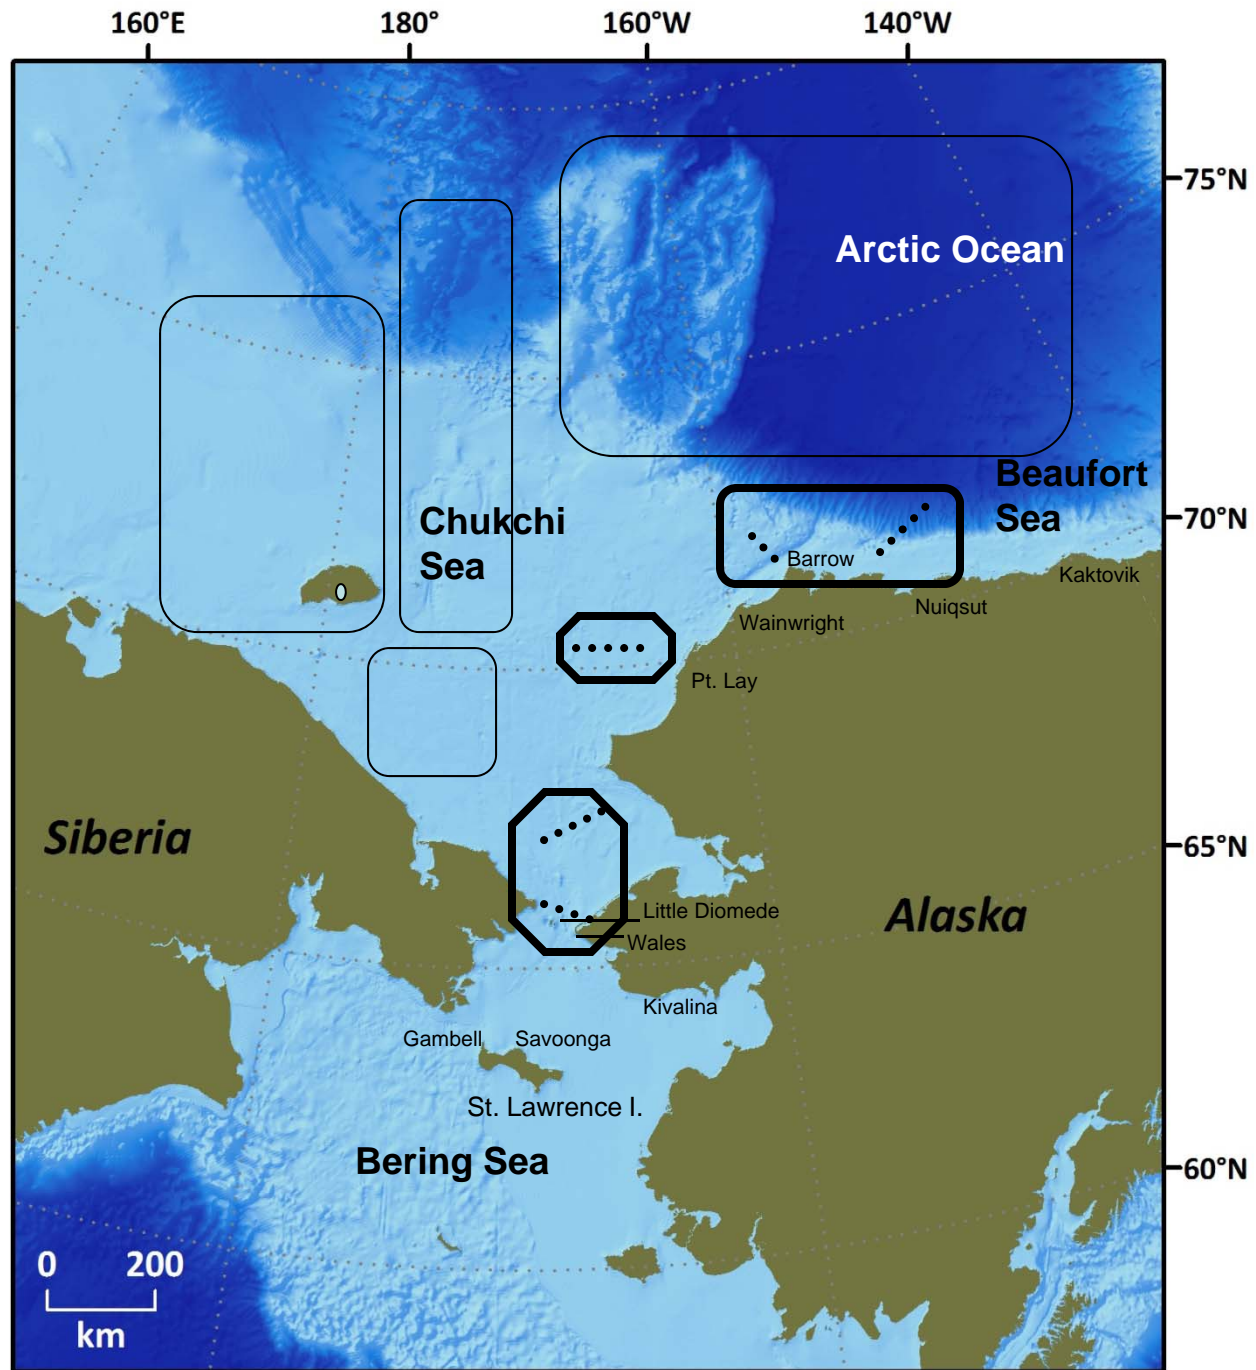 160°E 180° 160°W 140°W
75°N
Arctic Ocean
Beaufort
Sea
70°N
Chukchi
Sea
Barrow
Kaktovik
Nuiqsut
Wainwright
Pt. Lay
Siberia
65°N
Alaska
Little Diomede
Wales
Kivalina
Gambell Savoonga
St. Lawrence I.
Bering Sea
60°N
0 200
km